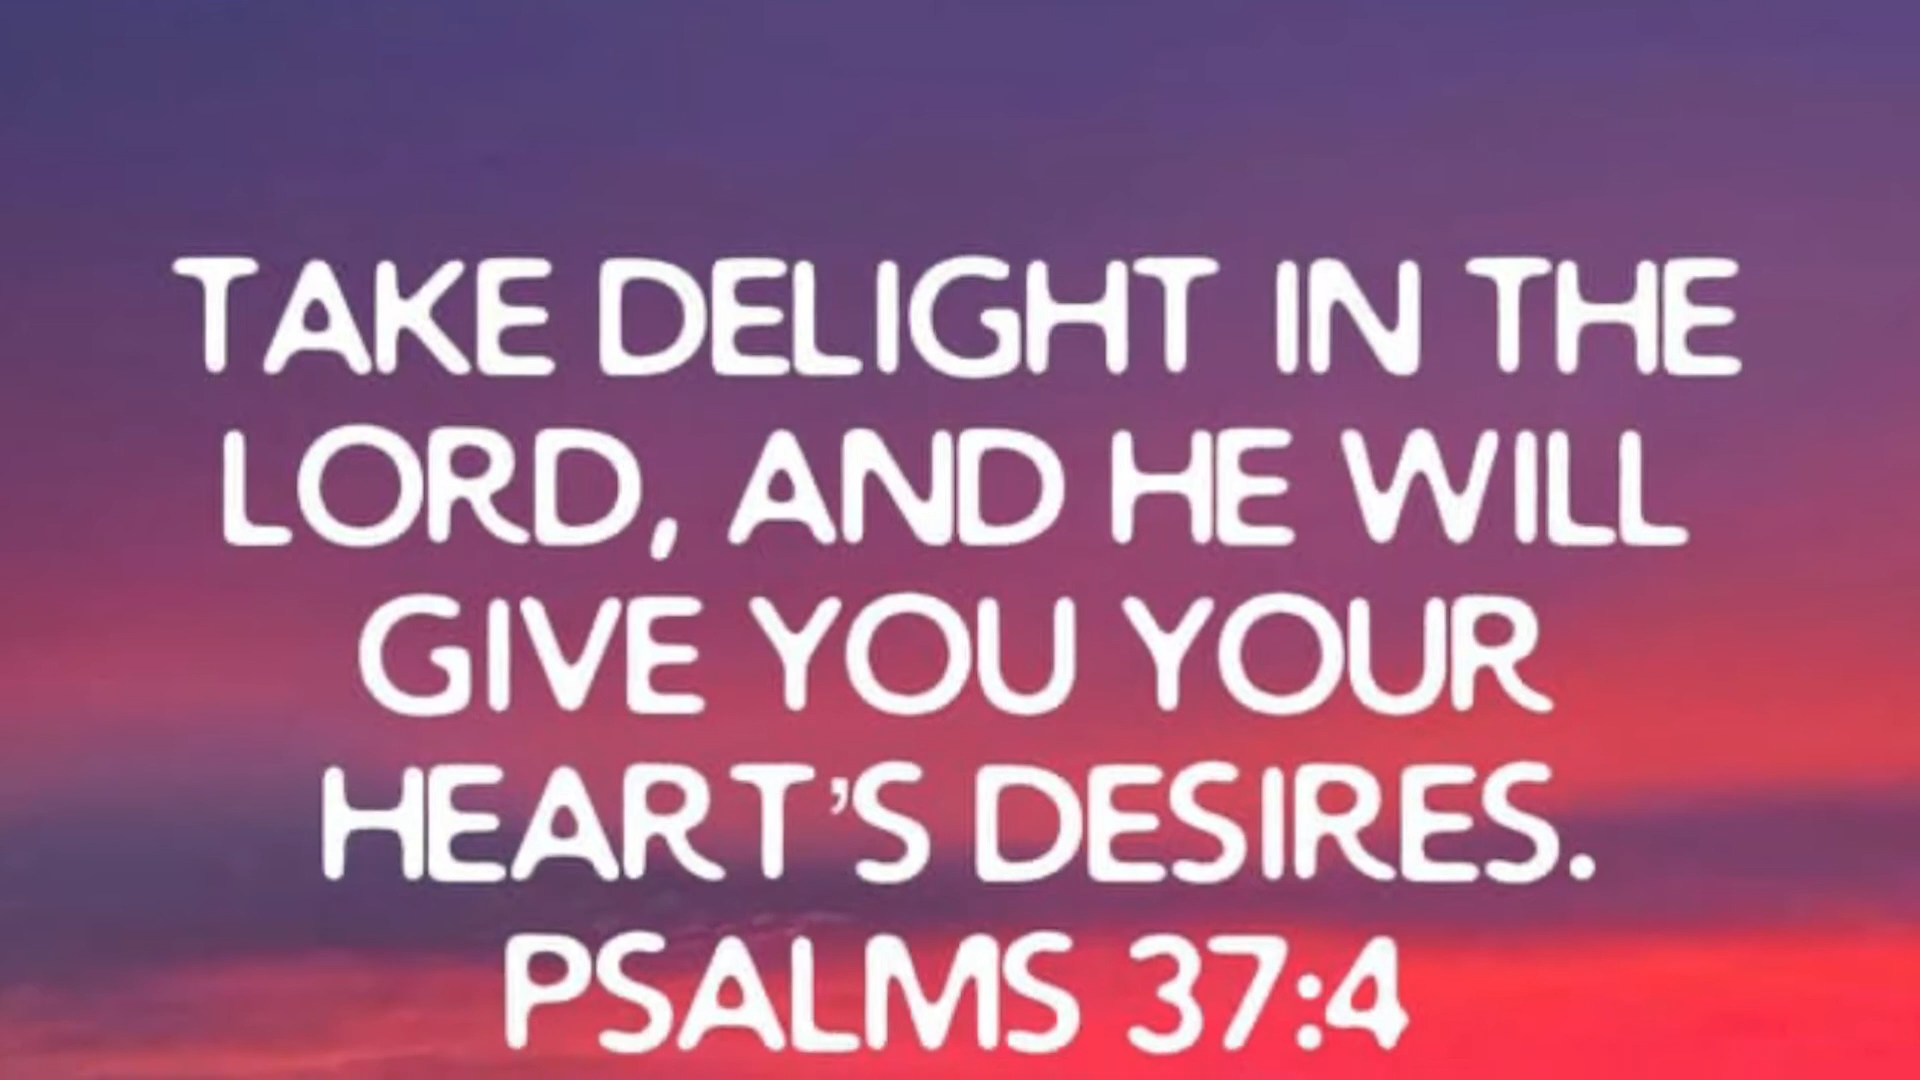 TAKE DELIGHT IN THE
LORD, AND HE WILL
GIVE YOU YOUR
HEART’S DESIRES.
PSALMS 37:4